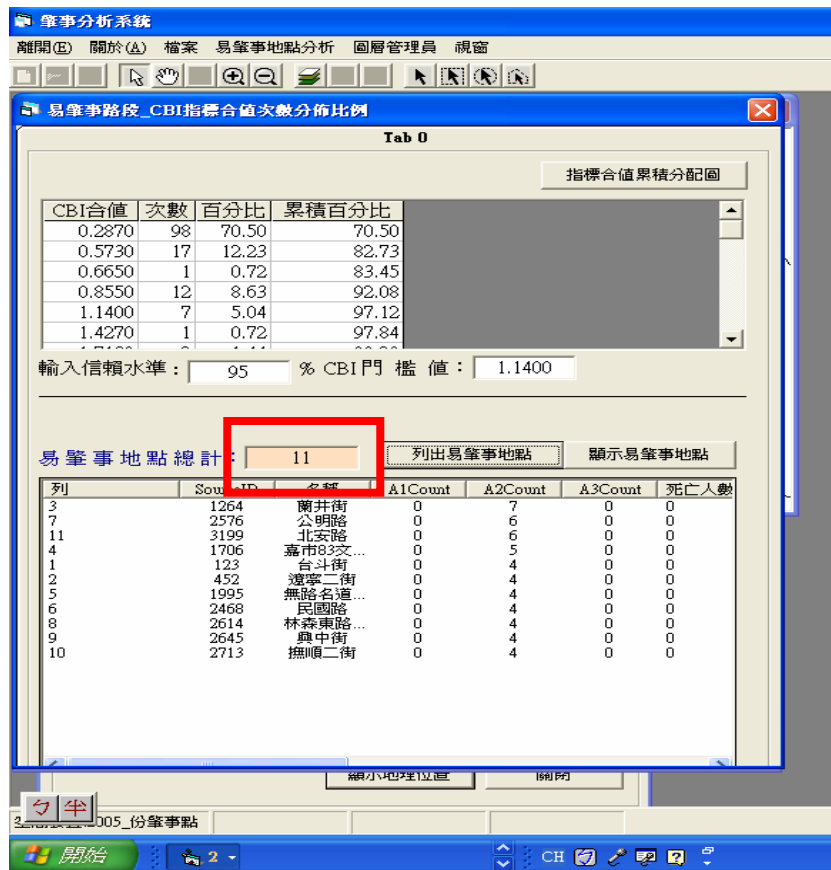 肇事分析系統
離開(E) 關於(A) 檔案 易肇事地點分析 圖層管理員 視窗
易肇事路段_CBI指標合值次數分佈比例
Tab 0
指標合值累積分配圖
CBI合值 次數 百分比 累積百分比
0.2870 98 70.50 70.50
0.5730 17 12.23 82.73
0.6650 1 0.72 83.45
0.8550 12 8.63 92.08
1.1400 7 5.04 97.12
1.4270 1 0.72 97.84
輸入信賴水準： 95 % CBI門 檻 值： 1.1400
易 肇 事 地 點 總 計： 11 列出易肇事地點 顯示易肇事地點
列 SourceID 名稱 A1Count A2Count A3Count 死亡人數
3 1264 蘭井街 0 7 0 0
7 2576 公明路 0 6 0 0
11 3199 北安路 0 6 0 0
4 1706 嘉市83交... 0 5 0 0
1 123 台斗街 0 4 0 0
2 452 遼寧二街 0 4 0 0
5 1995 無路名道... 0 4 0 0
6 2468 民國路 0 4 0 0
8 2614 林森東路... 0 4 0 0
9 2645 興中街 0 4 0 0
10 2713 撫順二街 0 4 0 0
顯示地理位置 關閉
ㄅ 半
005_份肇事點
開始 2 CH